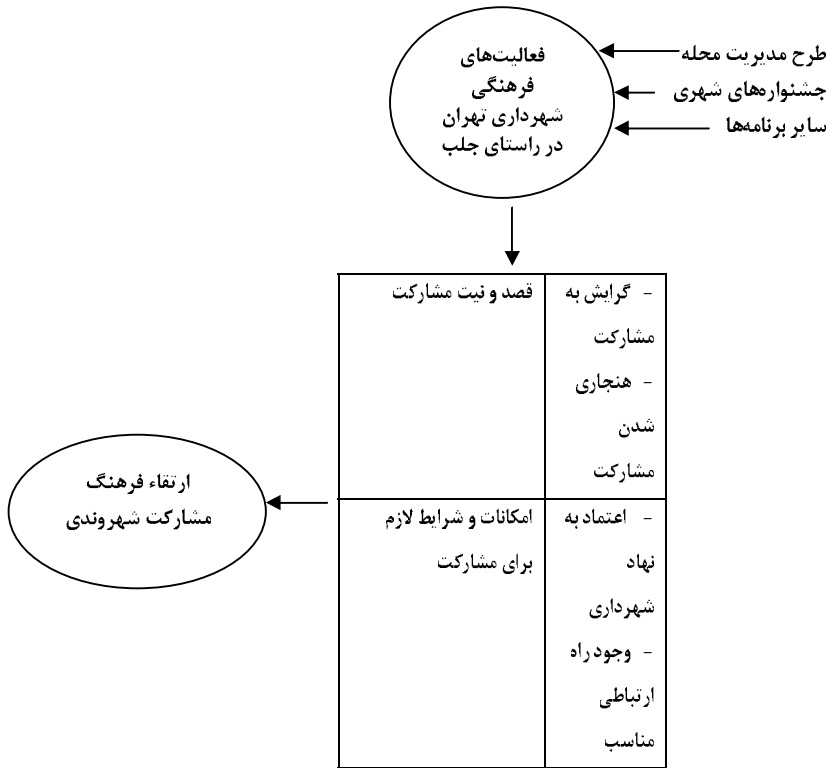 طرح مدیریت محله
جشنواره‌های شهری
سایر برنامه‌ها
فعالیت‌های
فرهنگی
شهرداری تهران
در راستای جلب
- گرایش به
مشارکت
- هنجاری
شدن
مشارکت
قصد و نیت مشارکت
- اعتماد به
نهاد
شهرداری
- وجود راه
ارتباطی
مناسب
امکانات و شرایط لازم
برای مشارکت
ارتقاء فرهنگ
مشارکت شهروندی